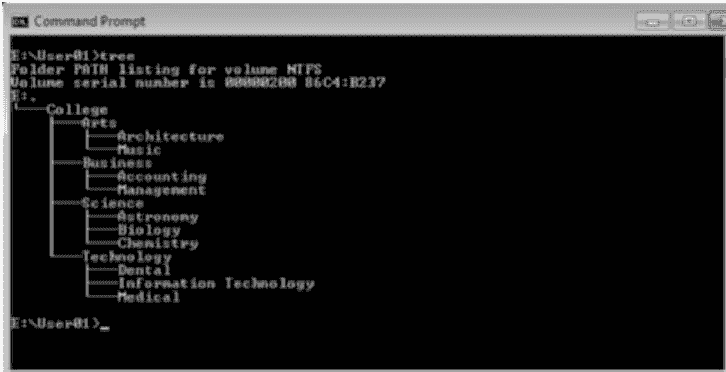 Command Prompt
E:\User01>tree
Folder PATH listing for volume NTFS
Volume serial number is 00000200 86C4:B237
E:.
College
Arts
Architecture
Music
Business
Accounting
Management
Science
Astronomy
Biology
Chemistry
Technology
Dental
Information Technology
Medical
E:\User01>_